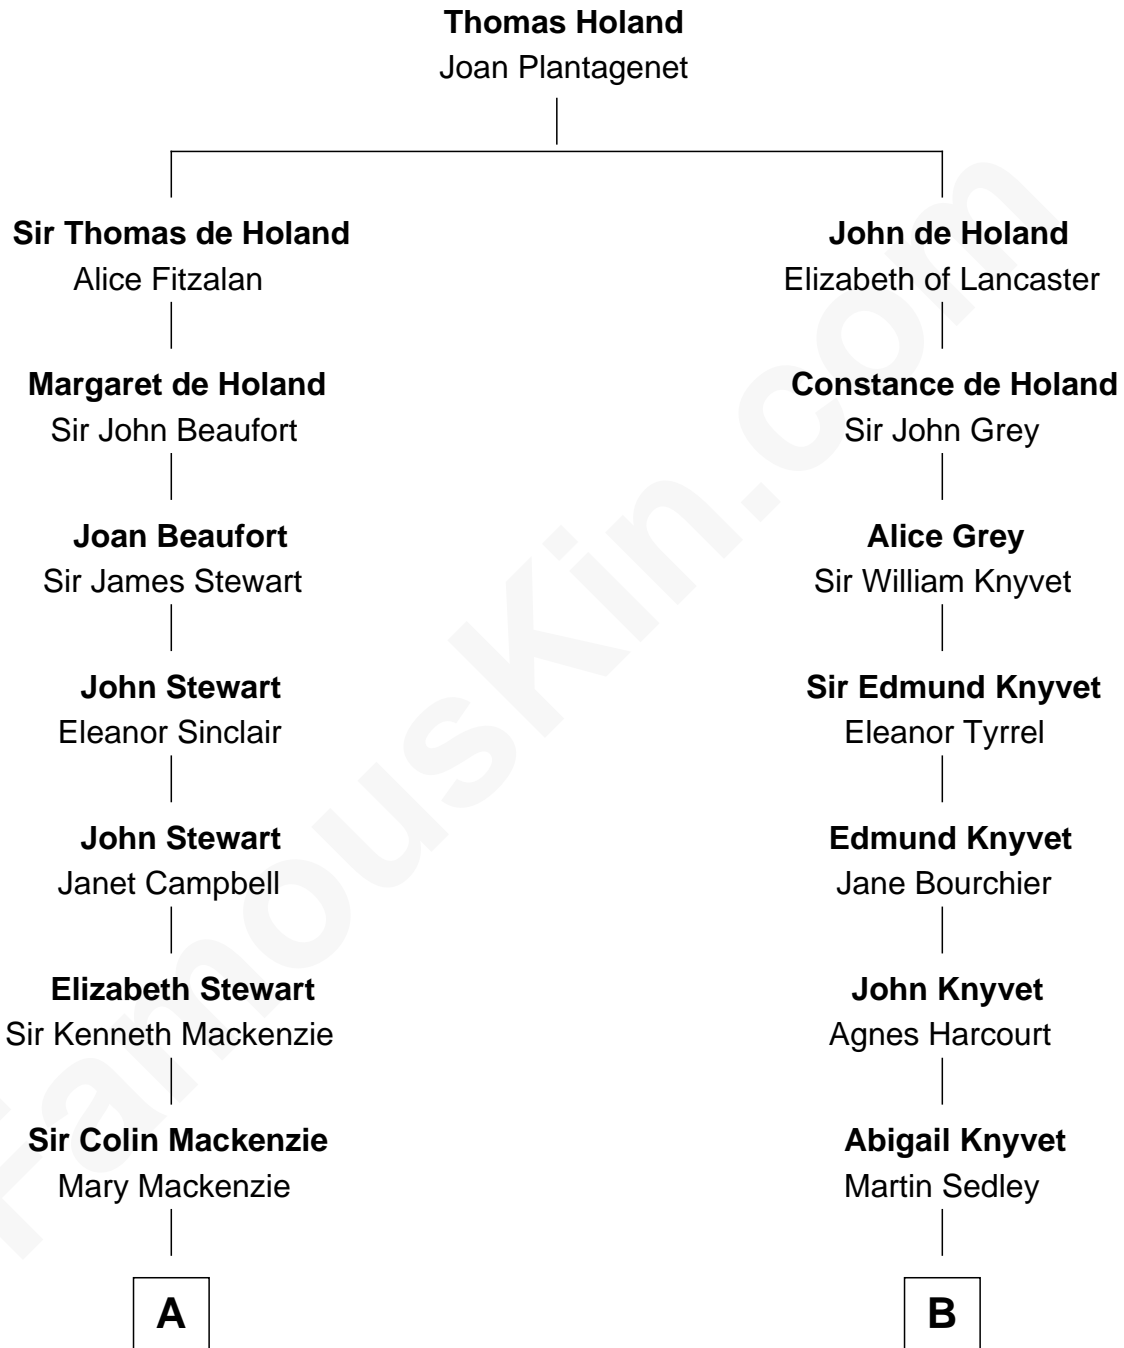 Thomas Holand
Joan Plantagenet
Sir Thomas de Holand
Alice Fitzalan
John de Holand
Elizabeth of Lancaster
Margaret de Holand
Sir John Beaufort
Constance de Holand
Sir John Grey
Joan Beaufort
Sir James Stewart
Alice Grey
Sir William Knyvet
John Stewart
Eleanor Sinclair
Sir Edmund Knyvet
Eleanor Tyrrel
John Stewart
Janet Campbell
Edmund Knyvet
Jane Bourchier
Elizabeth Stewart
Sir Kenneth Mackenzie
John Knyvet
Agnes Harcourt
Sir Colin Mackenzie
Mary Mackenzie
Abigail Knyvet
Martin Sedley
A
B
FamousKin.com